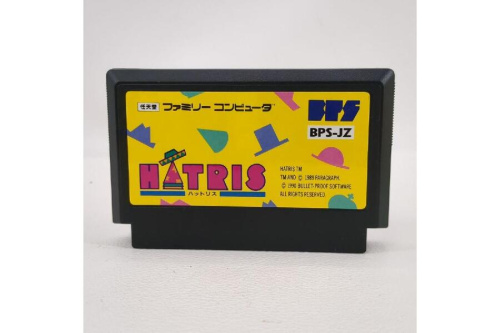 任天堂 ファミリー コンピュータ
BPS
BPS-JZ
HATRIS
ハットリス
HATRIX TM
TM AND © 1989 PARAGRAPH
© 1990 BULLET-PROOF SOFTWARE
ALL RIGHTS RESERVED.